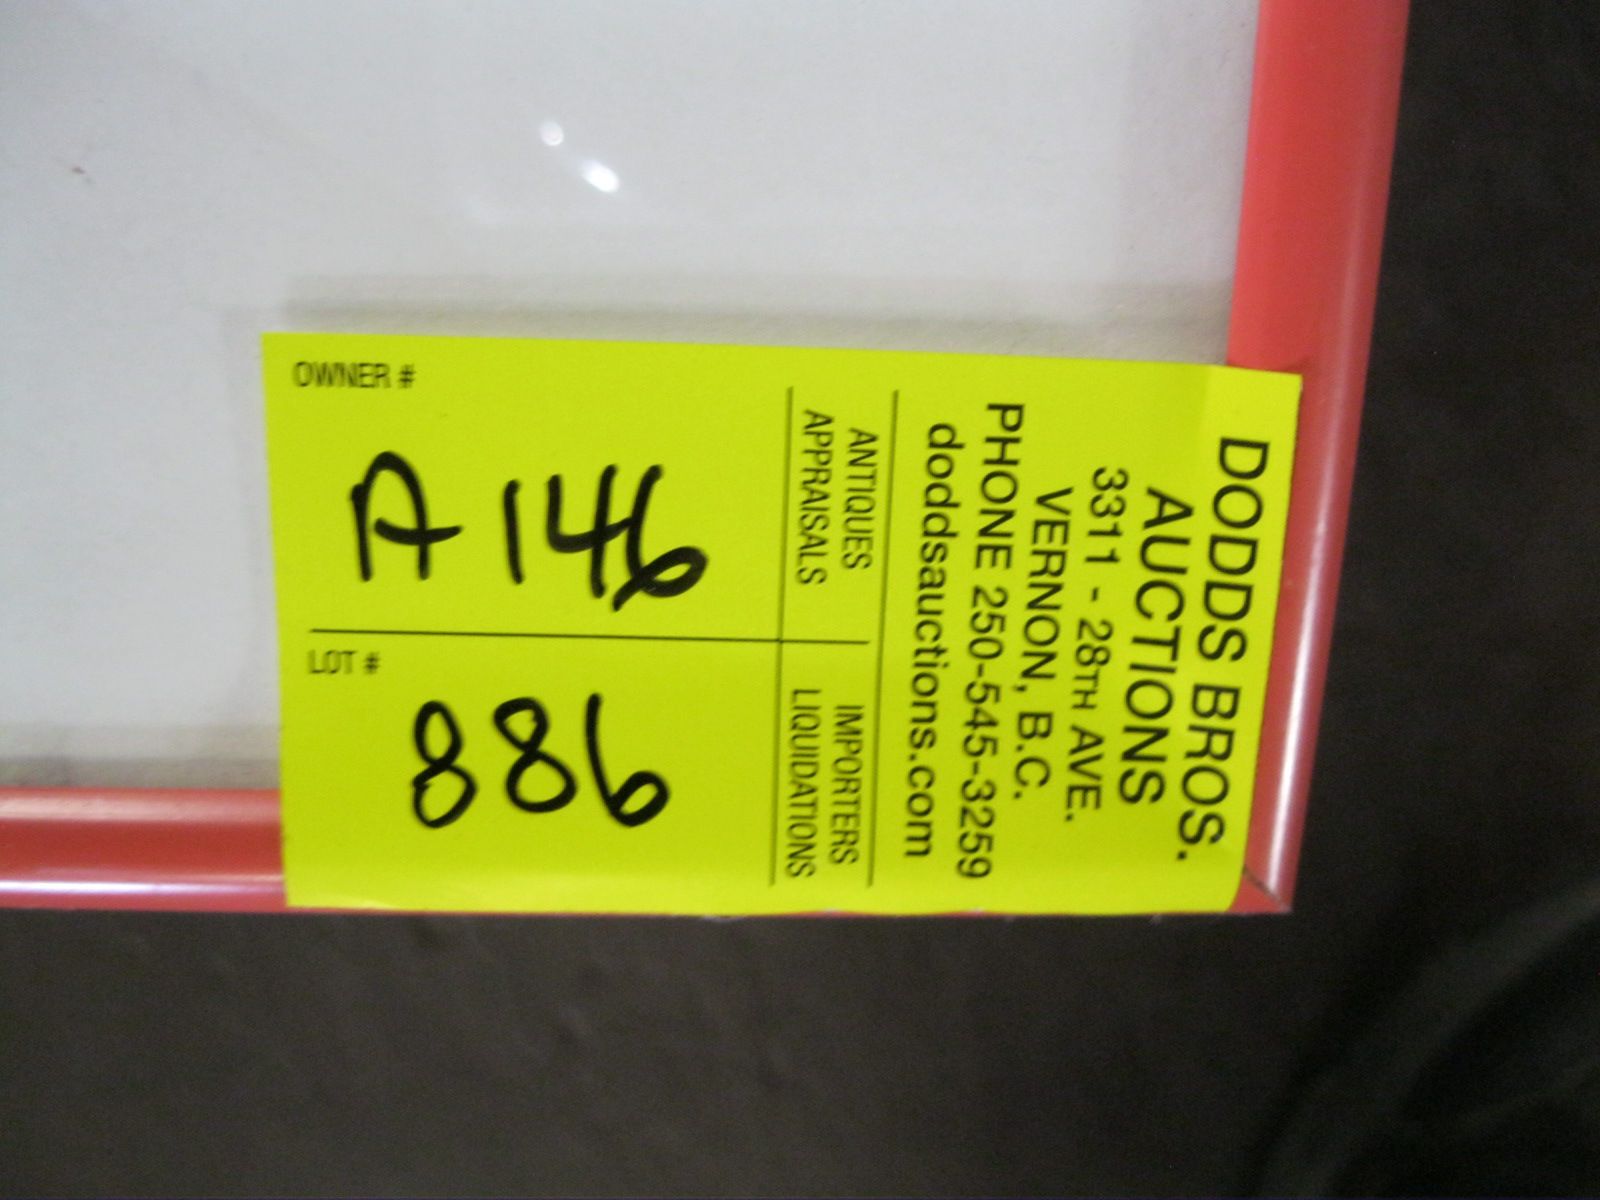 DODDS BROS.
AUCTIONS
3311 - 28TH AVE.
VERNON, B.C.
PHONE 250-545-3259
doddsauctions.com
ANTIQUES
APPRAISALS
IMPORTERS
LIQUIDATIONS
OWNER #
A146
LOT #
886